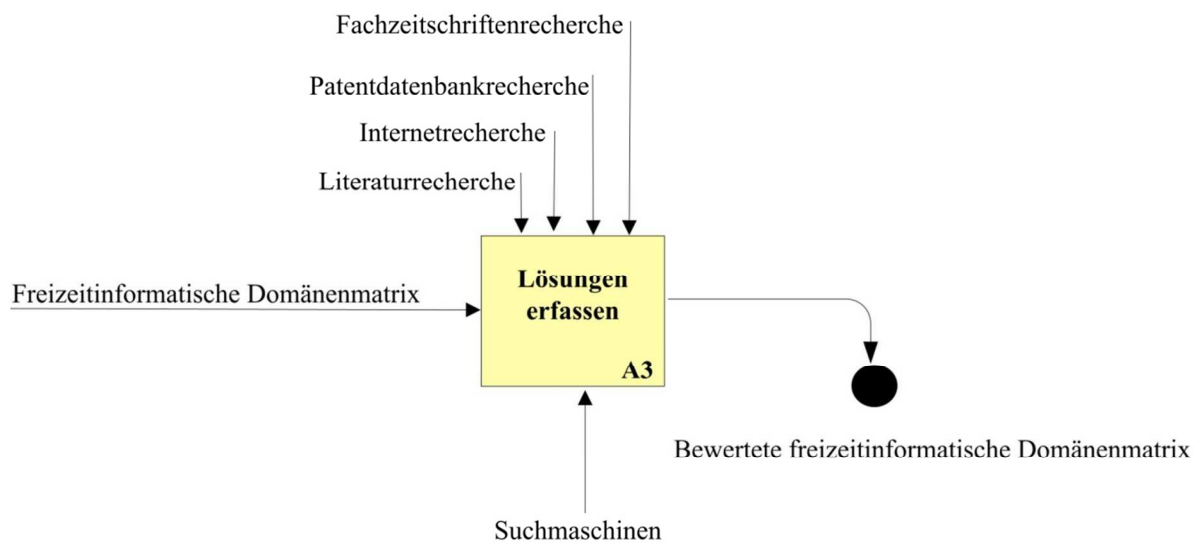 Fachzeitschriftenrecherche
Patentdatenbankrecherche
Internetrecherche
Literaturrecherche
Freizeitinformatische Domänenmatrix
Lösungen
erfassen
A3
Bewertete freizeitinformatische Domänenmatrix
Suchmaschinen